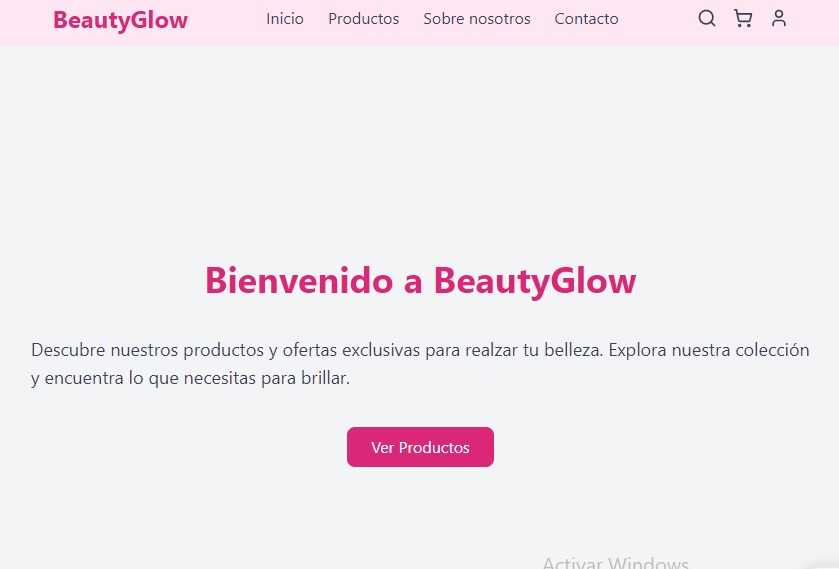 BeautyGlow
Inicio Productos Sobre nosotros Contacto
Bienvenido a BeautyGlow
Descubre nuestros productos y ofertas exclusivas para realzar tu belleza. Explora nuestra colección
y encuentra lo que necesitas para brillar.
Ver Productos
Activar Windows